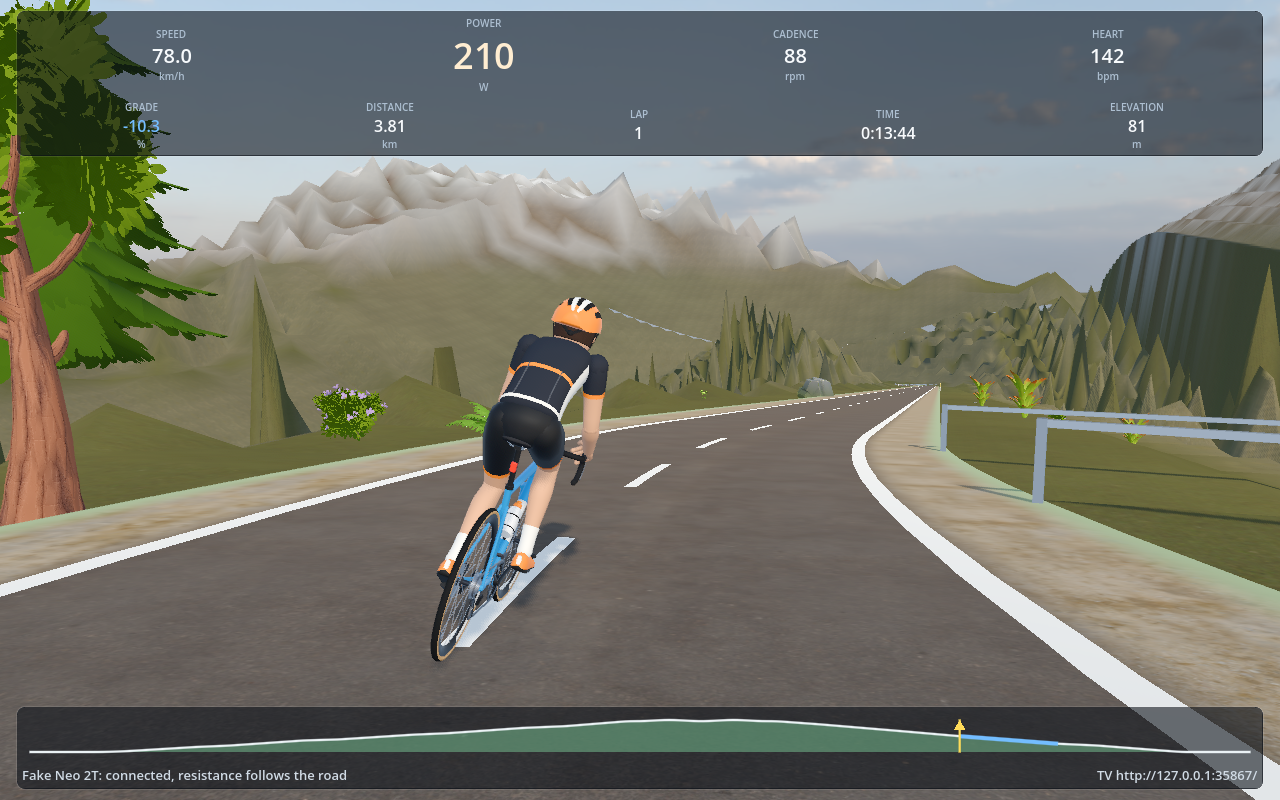 SPEED
78.0
km/h
POWER
210
W
CADENCE
88
rpm
HEART
142
bpm
GRADE
-10.3
%
DISTANCE
3.81
km
LAP
1
TIME
0:13:44
ELEVATION
81
m
Fake Neo 2T: connected, resistance follows the road
TV http://127.0.0.1:35867/